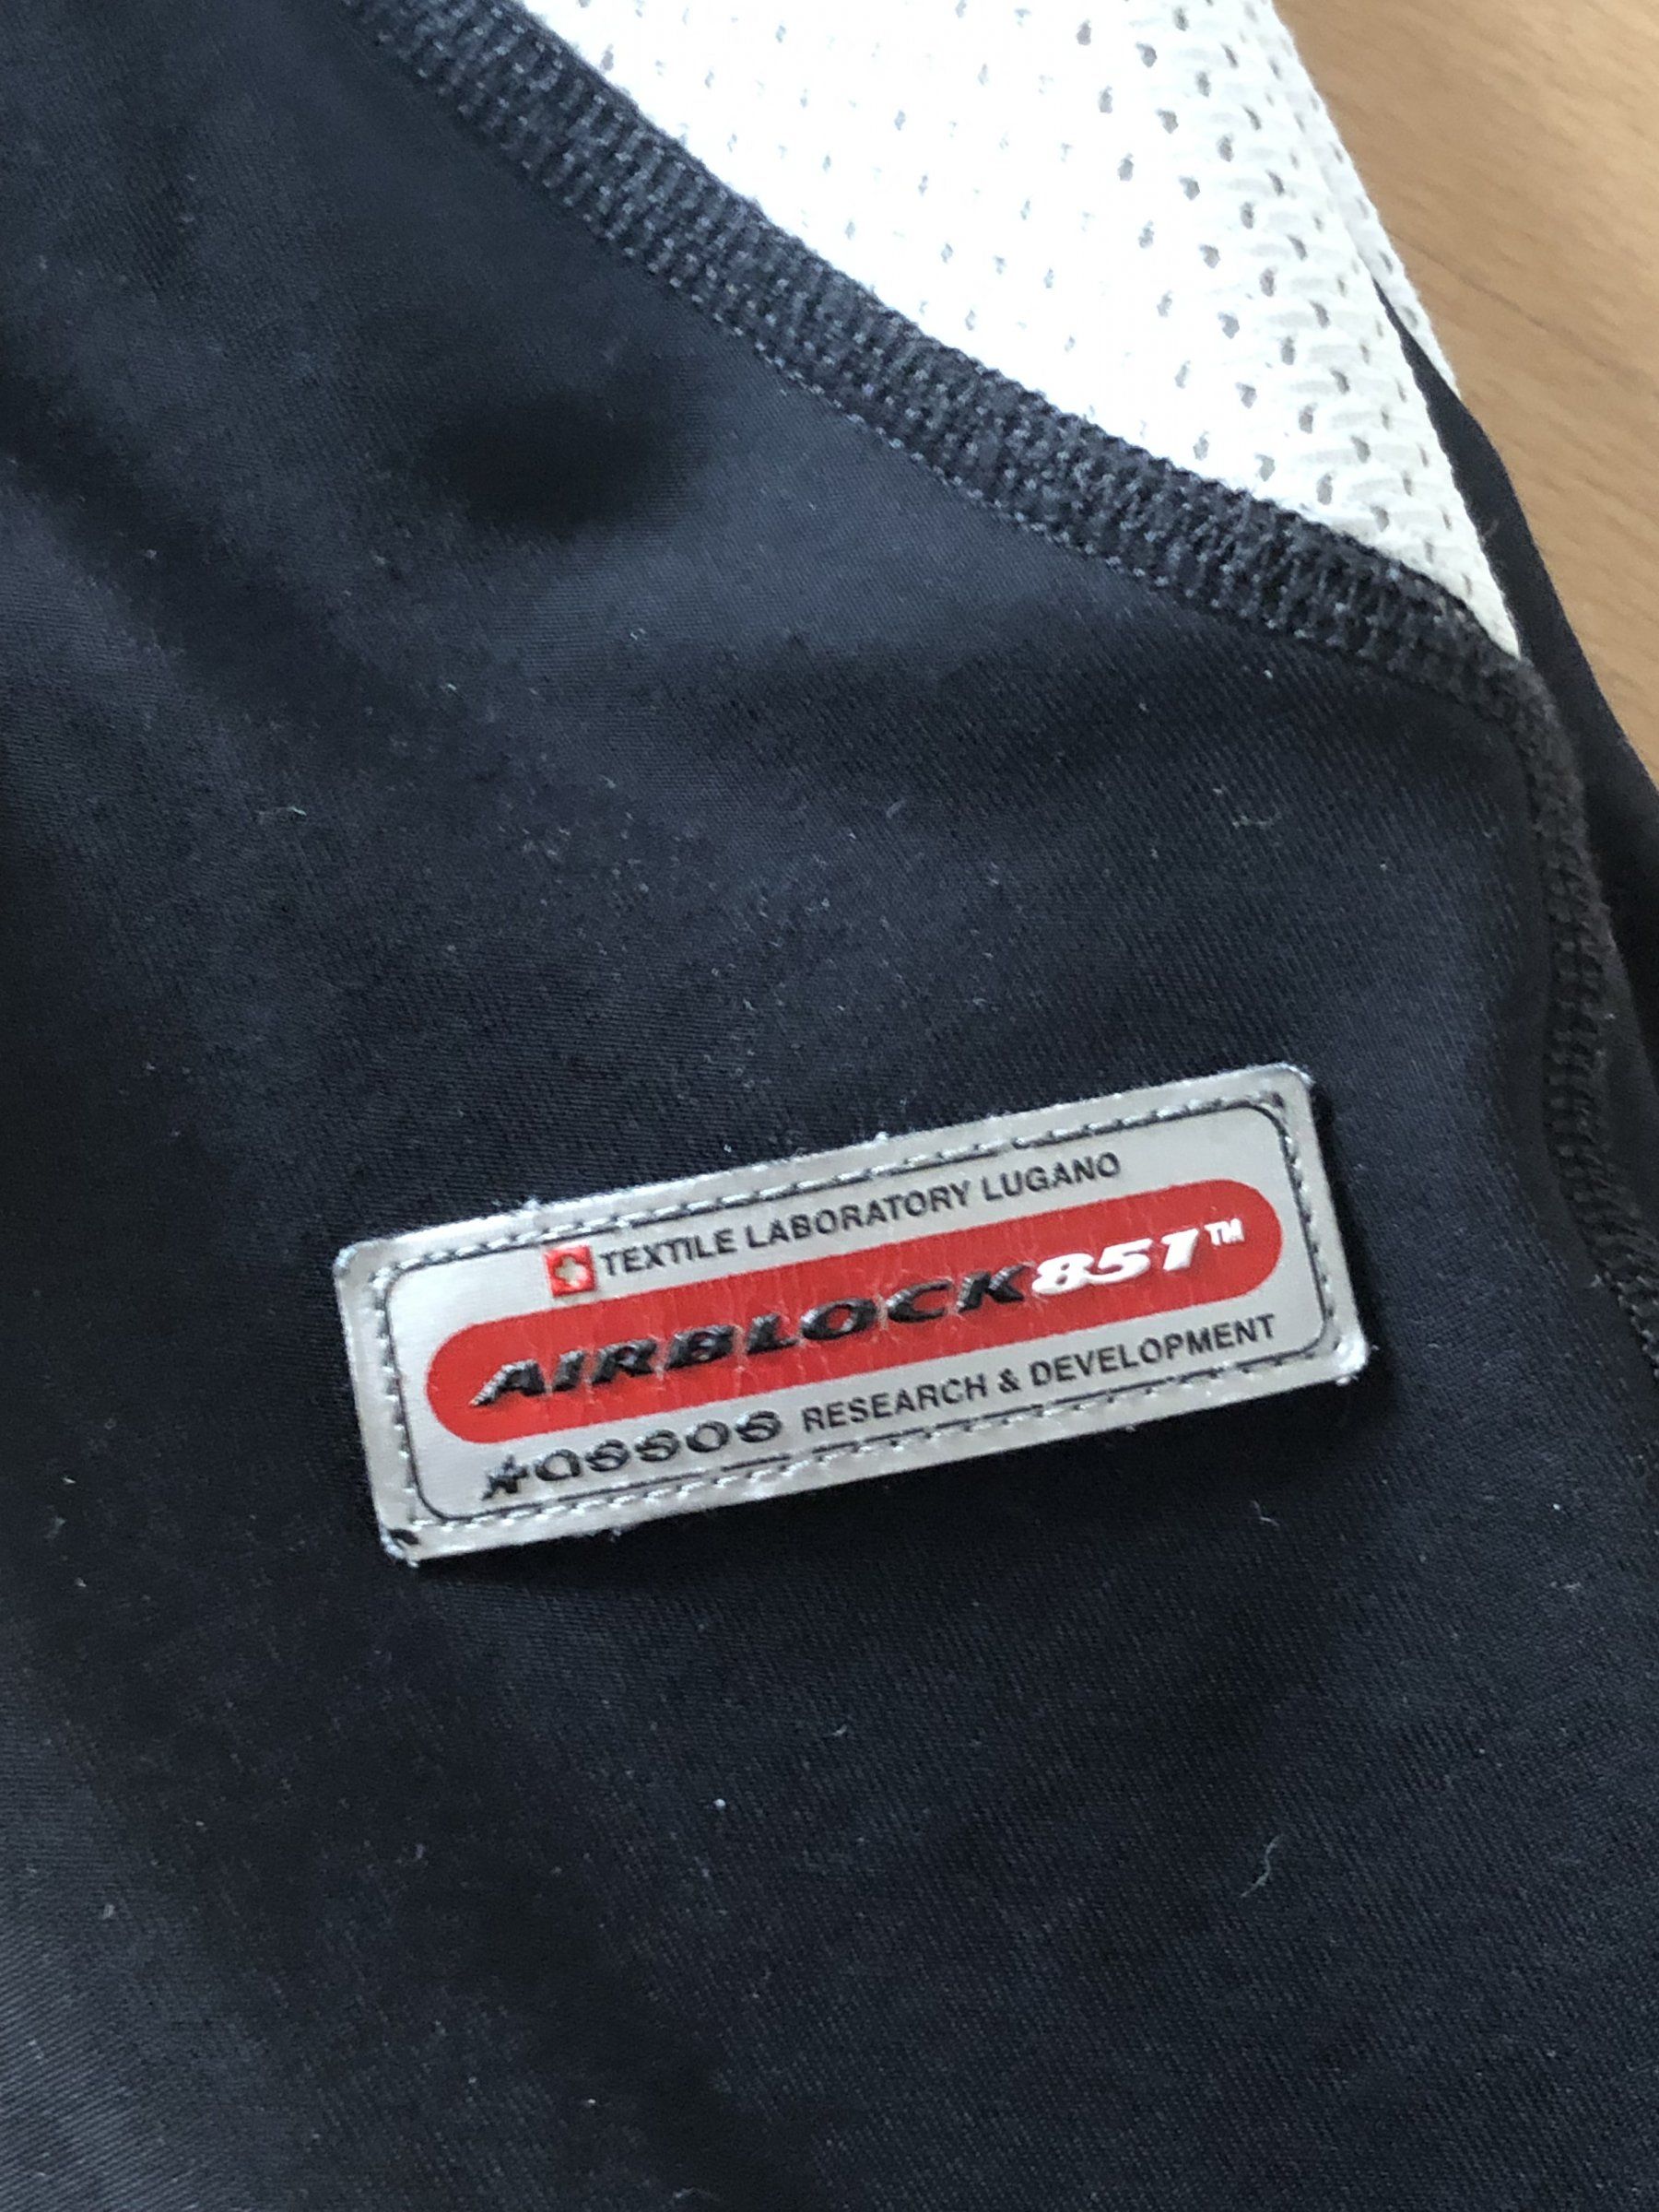 TEXTILE LABORATORY LUGANO
AIRBLOCK851™
assos RESEARCH & DEVELOPMENT